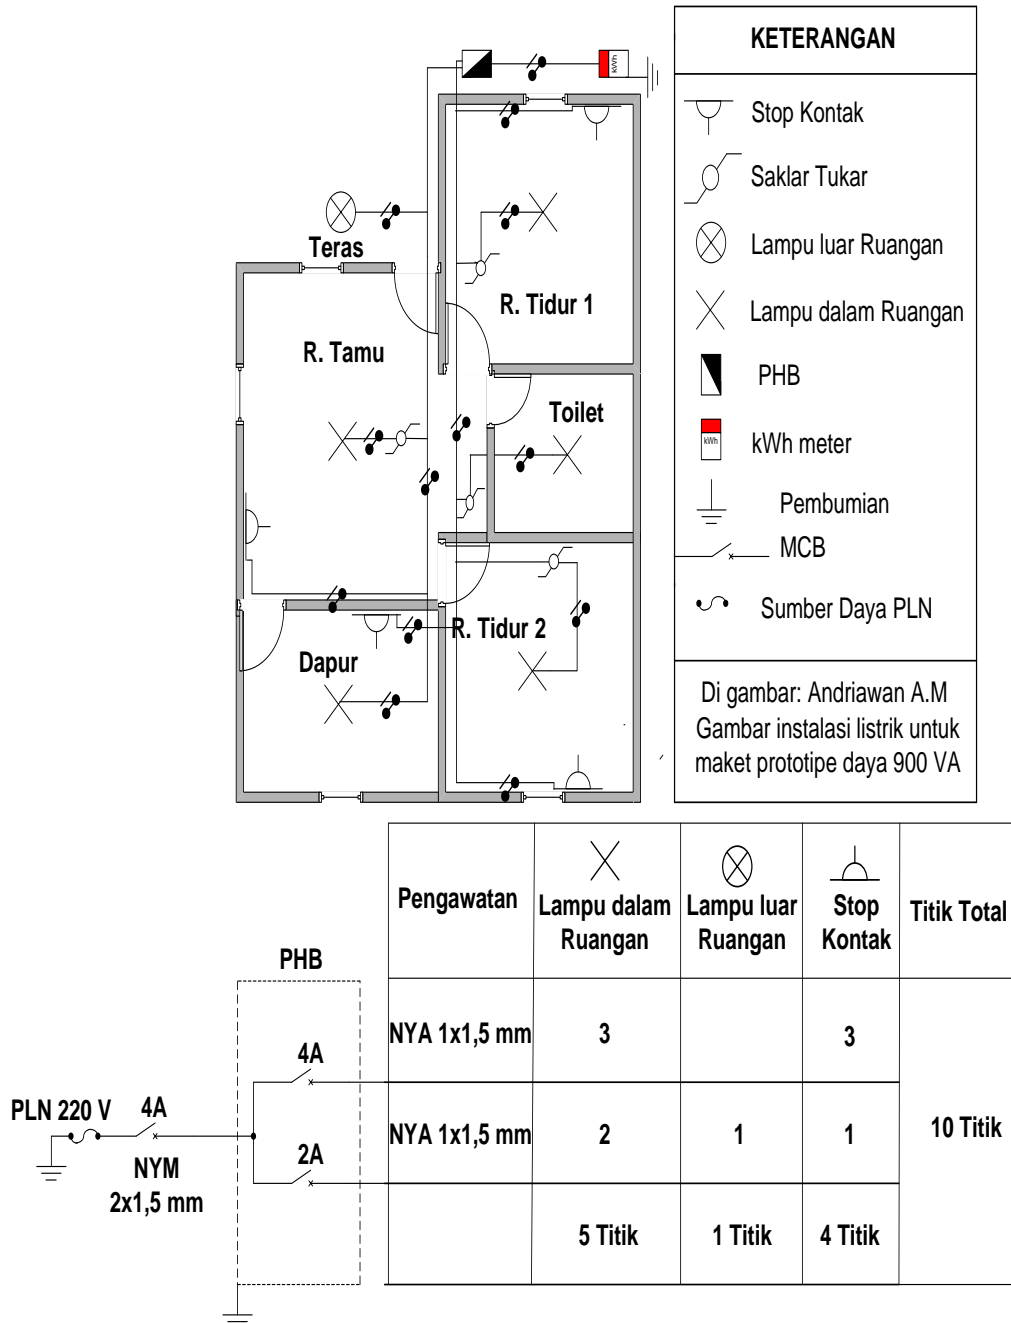 KETERANGAN
Stop Kontak
Saklar Tukar
Lampu luar Ruangan
Lampu dalam Ruangan
PHB
kWh
kWh meter
Pembumian
MCB
Sumber Daya PLN
Di gambar: Andriawan A.M
Gambar instalasi listrik untuk
maket prototipe daya 900 VA
kWh
Teras
R. Tidur 1
R. Tamu
Toilet
R. Tidur 2
Dapur
Pengawatan
Lampu dalam
Ruangan
Lampu luar
Ruangan
Stop
Kontak
Titik Total
NYA 1x1,5 mm
3
3
NYA 1x1,5 mm
2
1
1
10 Titik
5 Titik
1 Titik
4 Titik
PHB
4A
2A
PLN 220 V
4A
NYM
2x1,5 mm